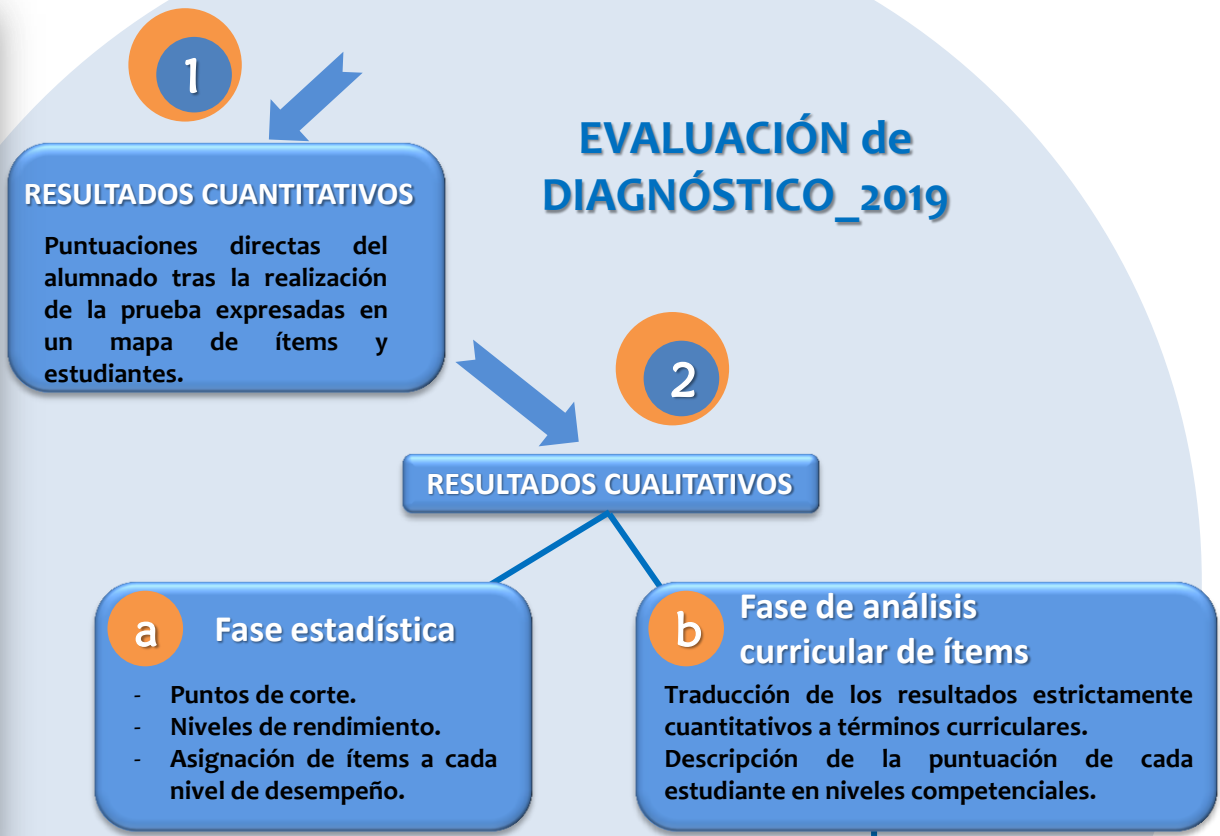 1
EVALUACIÓN de
DIAGNÓSTICO_2019
RESULTADOS CUANTITATIVOS
Puntuaciones directas del
alumnado tras la realización
de la prueba expresadas en
un mapa de ítems y
estudiantes.
2
RESULTADOS CUALITATIVOS
a
Fase estadística
- Puntos de corte.
- Niveles de rendimiento.
- Asignación de ítems a cada
nivel de desempeño.
b
Fase de análisis
curricular de ítems
Traducción de los resultados estrictamente
cuantitativos a términos curriculares.
Descripción de la puntuación de cada
estudiante en niveles competenciales.